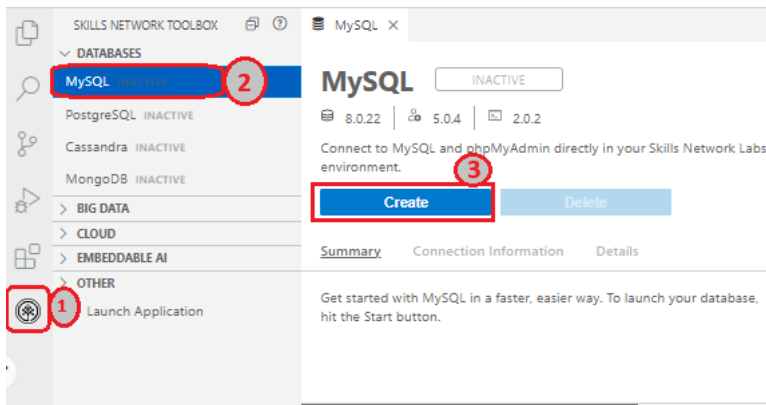 SKILLS NETWORK TOOLBOX
DATABASES
MySQL INACTIVE
2
PostgreSQL INACTIVE
Cassandra INACTIVE
MongoDB INACTIVE
BIG DATA
CLOUD
EMBEDDABLE AI
OTHER
1
Launch Application
MySQL
MySQL INACTIVE
8.0.22 5.0.4 2.0.2
Connect to MySQL and phpMyAdmin directly in your Skills Network Labs
environment.
3
Create Delete
Summary Connection Information Details
Get started with MySQL in a faster, easier way. To launch your database,
hit the Start button.